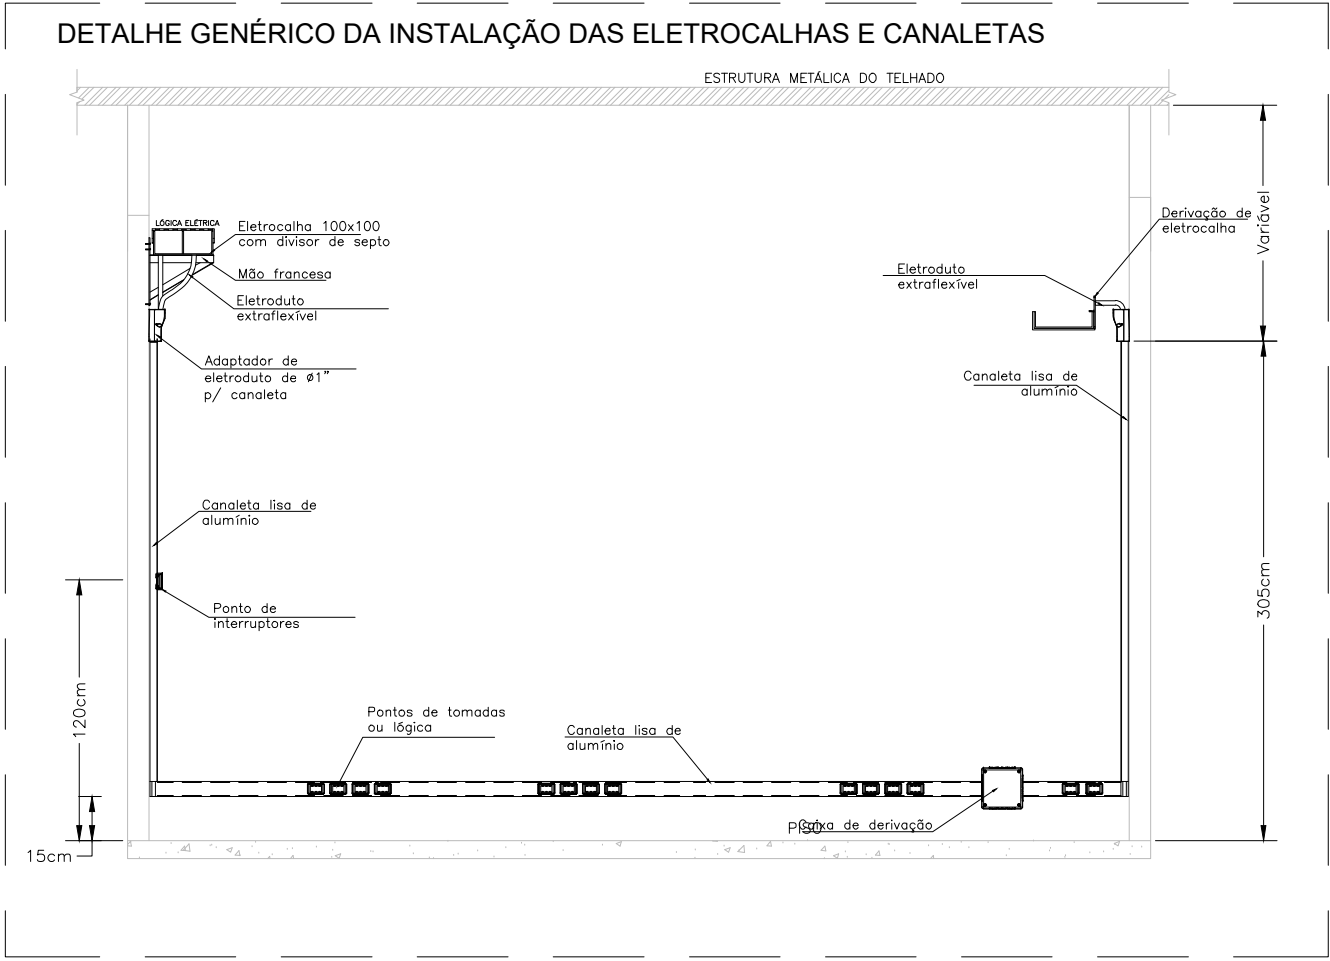 DETALHE GENÉRICO DA INSTALAÇÃO DAS ELETROCALHAS E CANALETAS
ESTRUTURA METÁLICA DO TELHADO
LÓGICA ELÉTRICA
Eletrocalha 100x100
com divisor de septo
Mão francesa
Eletroduto
extraflexível
Adaptador de
eletroduto de ø1"
p/ canaleta
Canaleta lisa de
alumínio
Ponto de
interruptores
120cm
15cm
Pontos de tomadas
ou lógica
Canaleta lisa de
alumínio
PISO
Caixa de derivação
Eletroduto
extraflexível
Derivação de
eletrocalha
Canaleta lisa de
alumínio
Variável
305cm